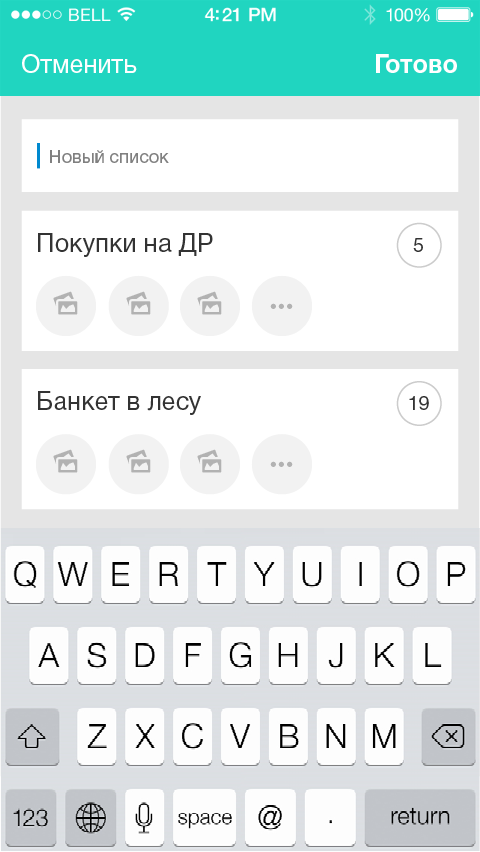 BELL 4:21 PM 100%
Отменить Готово
Новый список
Покупки на ДР 5
Банкет в лесу 19
Q W E R T Y U I O P
A S D F G H J K L
Z X C V B N M
123 space @ . return